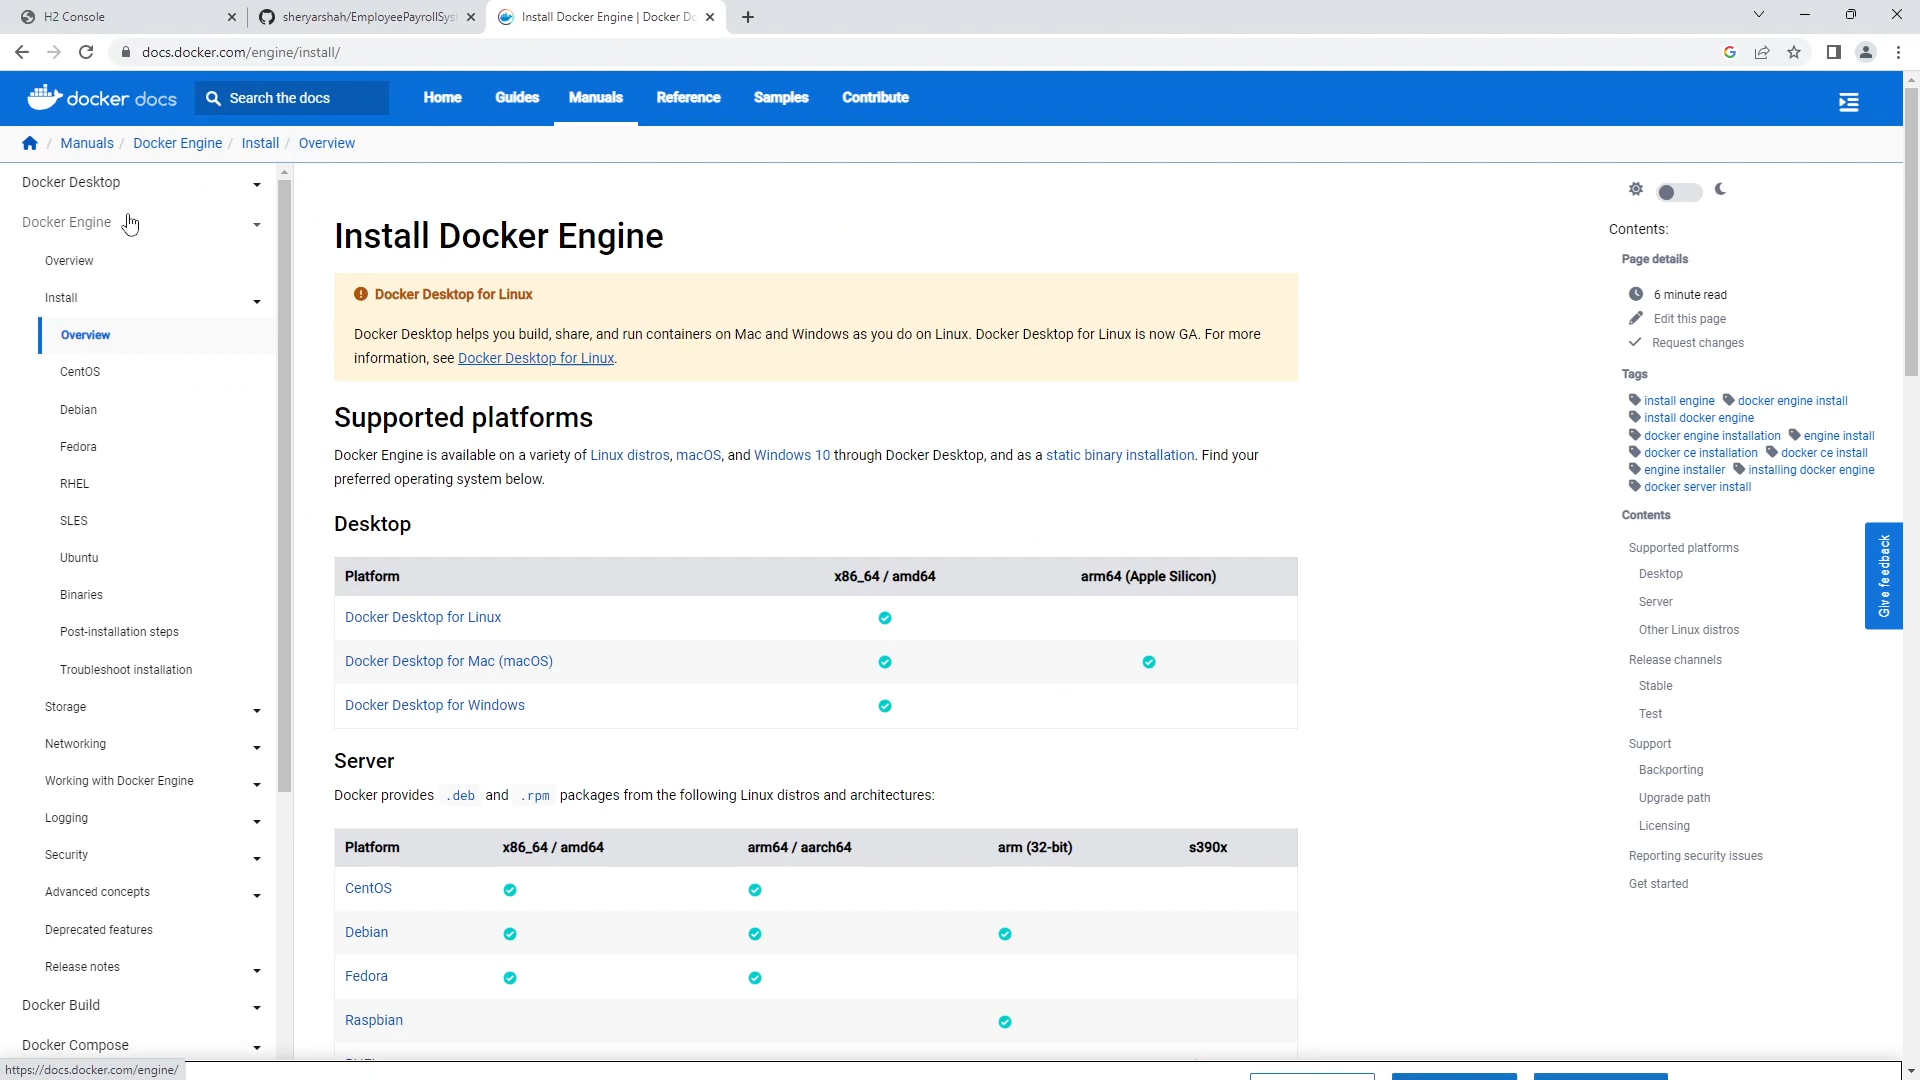 H2 Console
sheryarshah/EmployeePayrollSyst
Install Docker Engine | Docker Do
docs.docker.com/engine/install/
docker docs
Search the docs
Home Guides Manuals Reference Samples Contribute
/ Manuals / Docker Engine / Install / Overview
Docker Desktop
Docker Engine
Overview
Install
Overview
CentOS
Debian
Fedora
RHEL
SLES
Ubuntu
Binaries
Post-installation steps
Troubleshoot installation
Storage
Networking
Working with Docker Engine
Logging
Security
Advanced concepts
Deprecated features
Release notes
Docker Build
Docker Compose
https://docs.docker.com/engine/
Install Docker Engine
Docker Desktop for Linux
Docker Desktop helps you build, share, and run containers on Mac and Windows as you do on Linux. Docker Desktop for Linux is now GA. For more
information, see Docker Desktop for Linux.
Supported platforms
Docker Engine is available on a variety of Linux distros, macOS, and Windows 10 through Docker Desktop, and as a static binary installation. Find your
preferred operating system below.
Desktop
Platform x86_64 / amd64 arm64 (Apple Silicon)
Docker Desktop for Linux
Docker Desktop for Mac (macOS)
Docker Desktop for Windows
Server
Docker provides .deb and .rpm packages from the following Linux distros and architectures:
Platform x86_64 / amd64 arm64 / aarch64 arm (32-bit) s390x
CentOS
Debian
Fedora
Raspbian
Contents:
Page details
6 minute read
Edit this page
Request changes
Tags
install engine docker engine install
install docker engine
docker engine installation engine install
docker ce installation docker ce install
engine installer installing docker engine
docker server install
Contents
Supported platforms
Desktop
Server
Other Linux distros
Release channels
Stable
Test
Support
Backporting
Upgrade path
Licensing
Reporting security issues
Get started
Give feedback